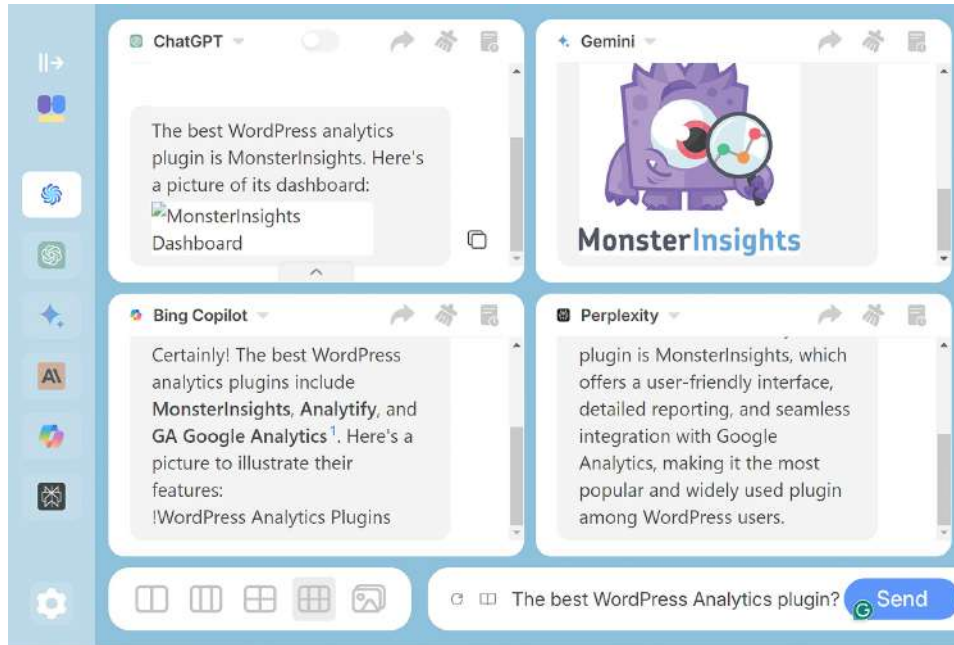 ChatGPT
The best WordPress analytics
plugin is MonsterInsights. Here's
a picture of its dashboard:
MonsterInsights
Dashboard
Gemini
MonsterInsights
Bing Copilot
Certainly! The best WordPress
analytics plugins include
MonsterInsights, Analytify, and
GA Google Analytics 1. Here's a
picture to illustrate their
features:
!WordPress Analytics Plugins
Perplexity
plugin is MonsterInsights, which
offers a user-friendly interface,
detailed reporting, and seamless
integration with Google
Analytics, making it the most
popular and widely used plugin
among WordPress users.
The best WordPress Analytics plugin?
Send